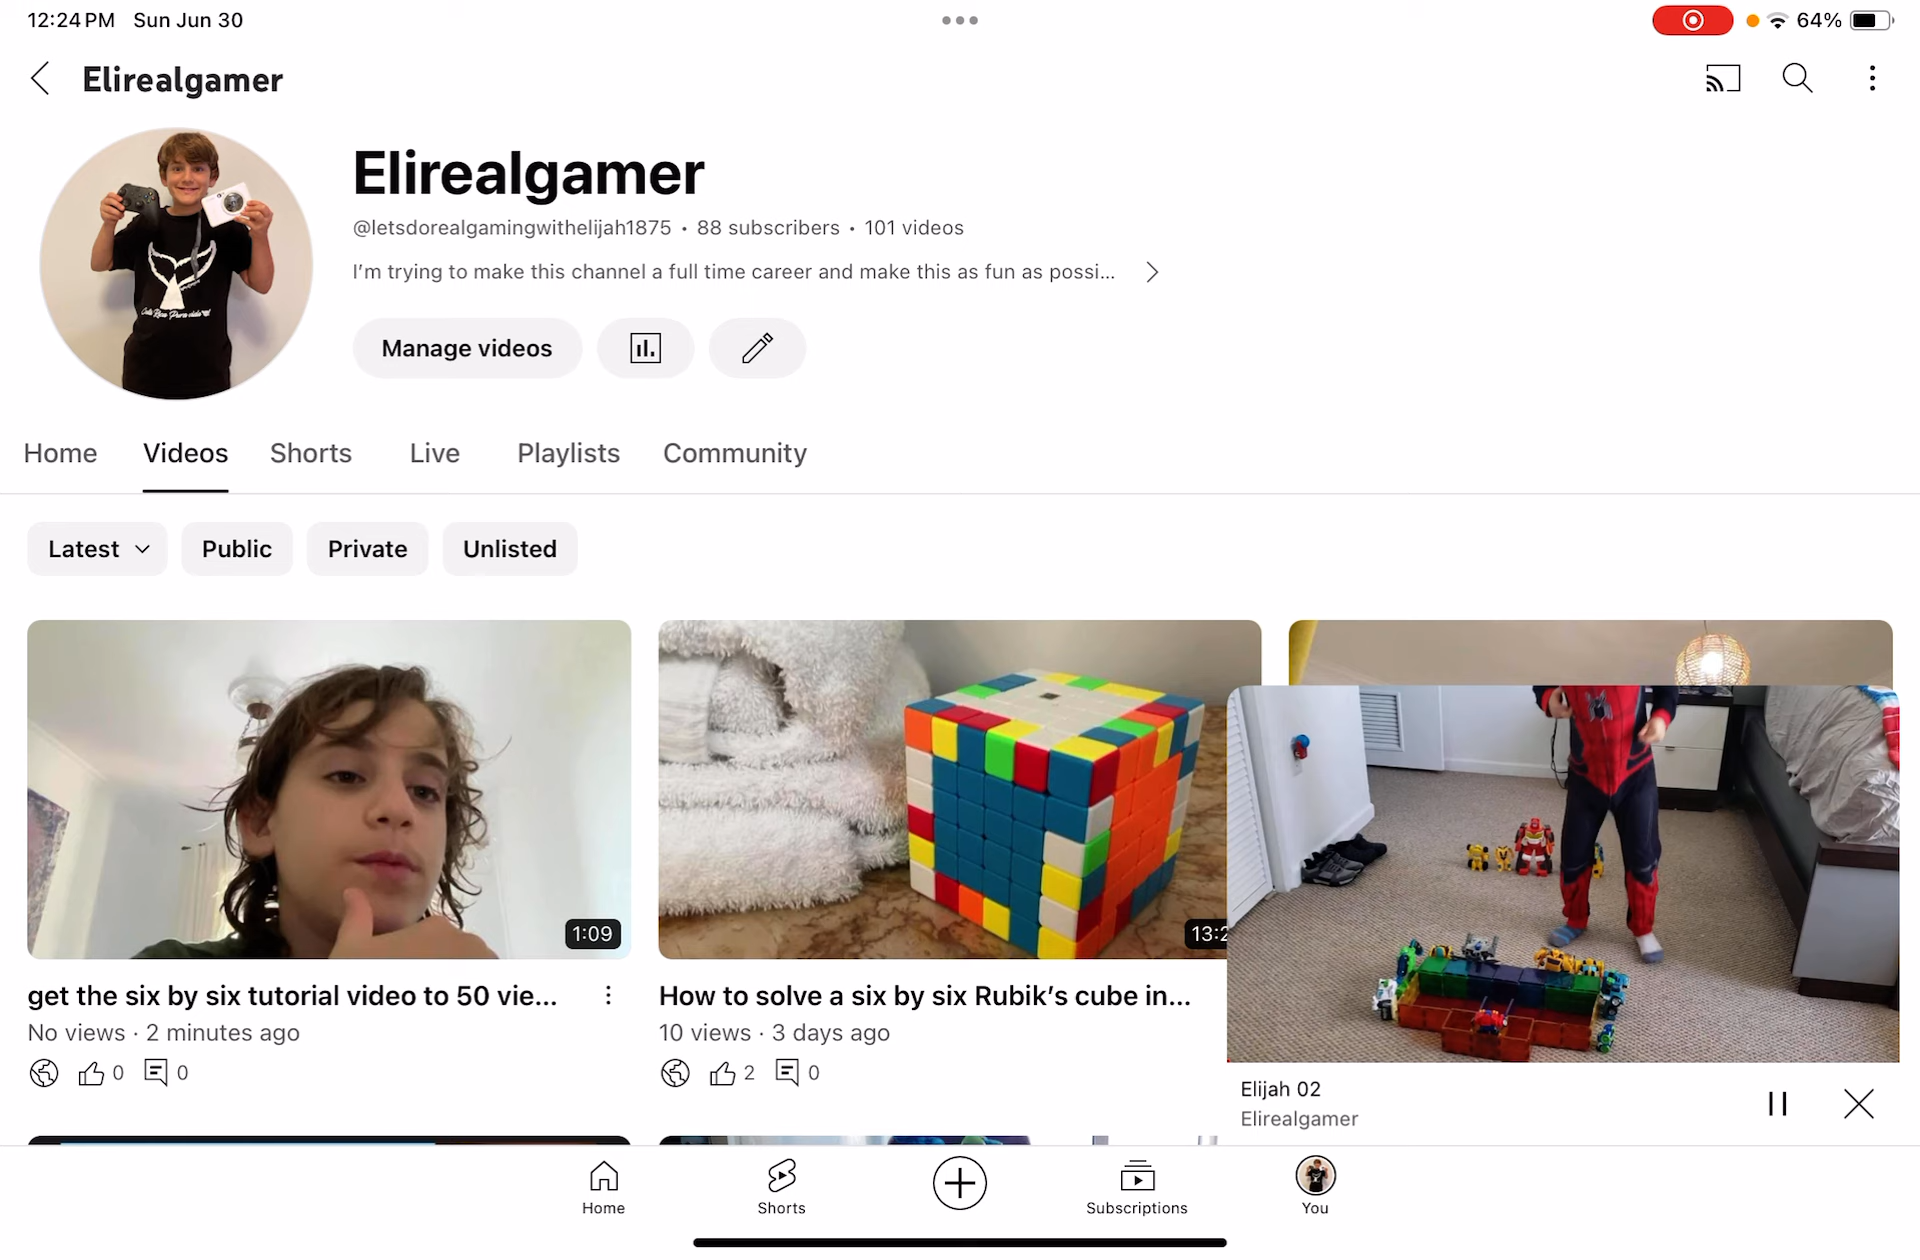 12:24 PM Sun Jun 30
64%
Elirealgamer
Elirealgamer
@letsdorealgamingwithelijah1875 • 88 subscribers • 101 videos
I'm trying to make this channel a full time career and make this as fun as possi...
Manage videos
Home Videos Shorts Live Playlists Community
Latest Public Private Unlisted
1:09
13:2
get the six by six tutorial video to 50 vie...
No views · 2 minutes ago
0 0
How to solve a six by six Rubik's cube in...
10 views · 3 days ago
2 0
Elijah 02
Elirealgamer
Home Shorts Subscriptions You